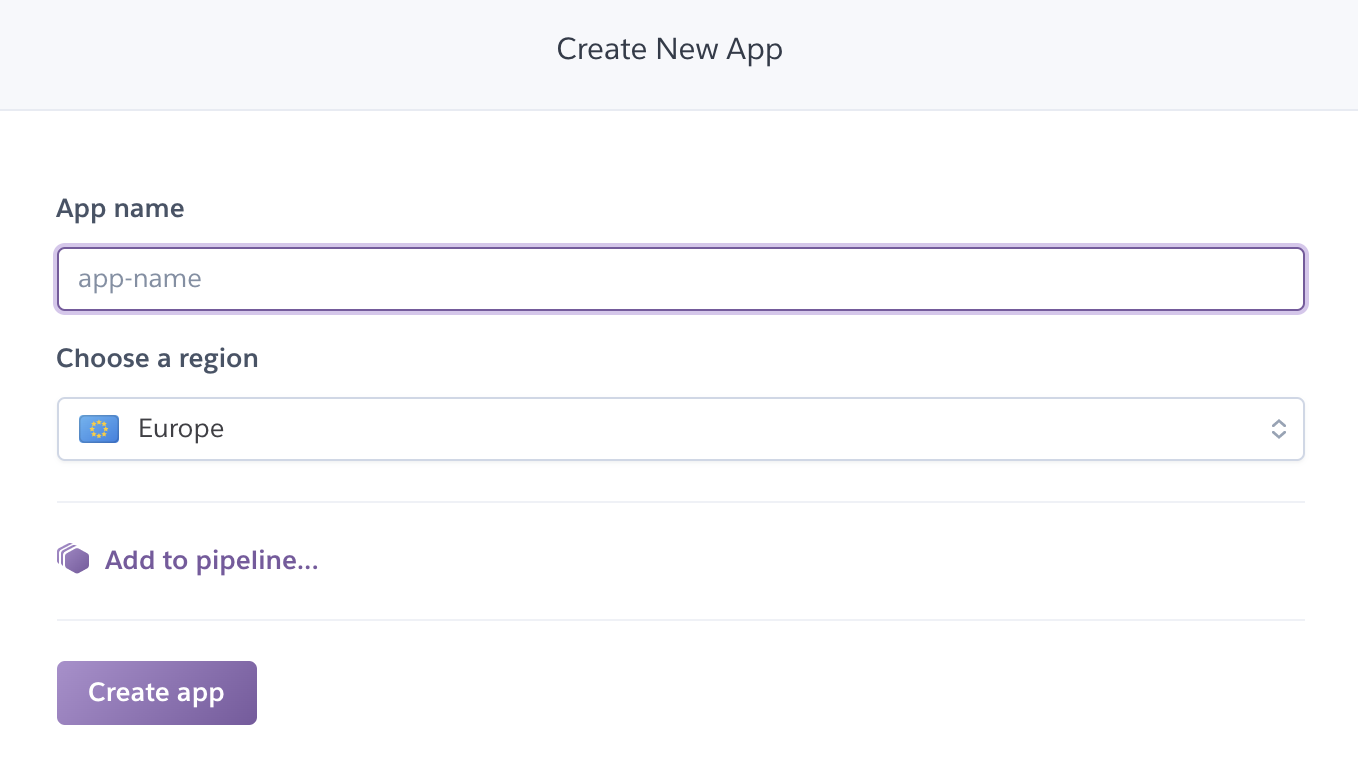 Create New App
App name
app-name
Choose a region
Europe
Add to pipeline...
Create app